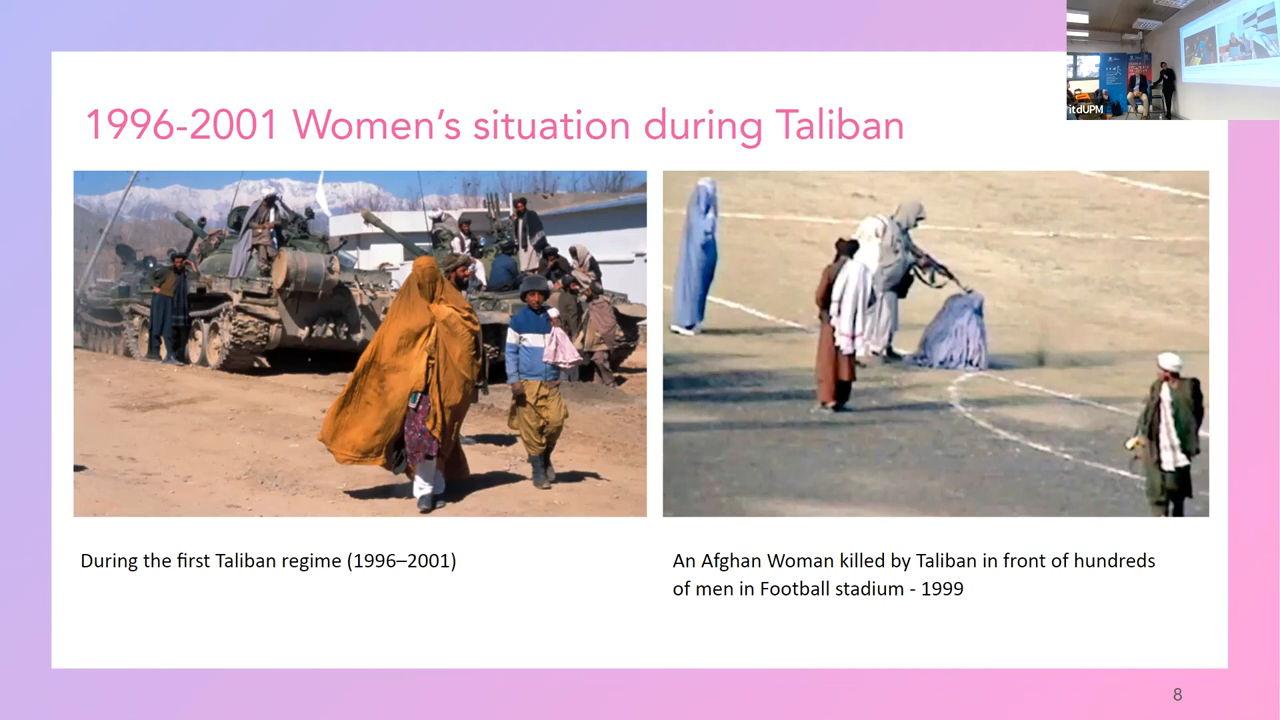 1996-2001 Women’s situation during Taliban
During the first Taliban regime (1996–2001)
An Afghan Woman killed by Taliban in front of hundreds
of men in Football stadium - 1999
8
itdUPM